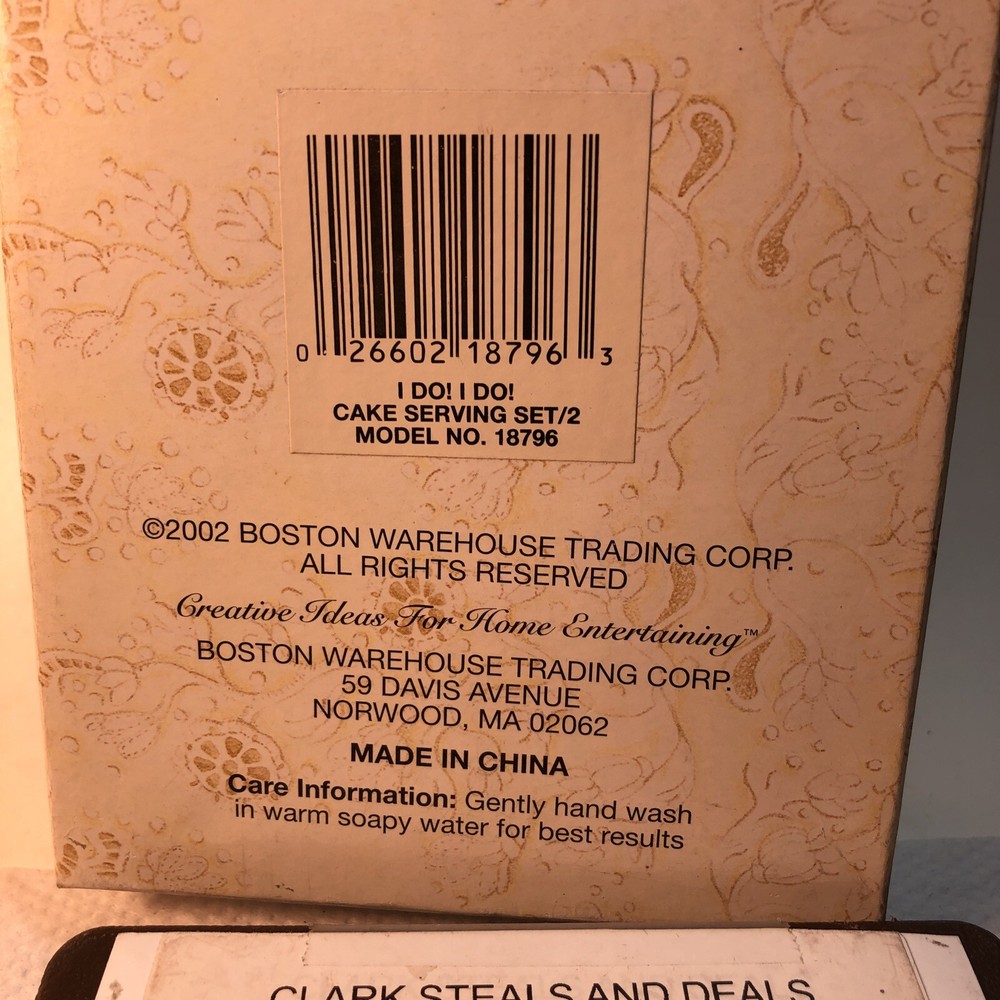 0 26602 18796 3
I DO! I DO!
CAKE SERVING SET/2
MODEL NO. 18796
©2002 BOSTON WAREHOUSE TRADING CORP.
ALL RIGHTS RESERVED
Creative Ideas For Home Entertaining™
BOSTON WAREHOUSE TRADING CORP.
59 DAVIS AVENUE
NORWOOD, MA 02062
MADE IN CHINA
Care Information: Gently hand wash
in warm soapy water for best results
CLARK STEALS AND DEALS